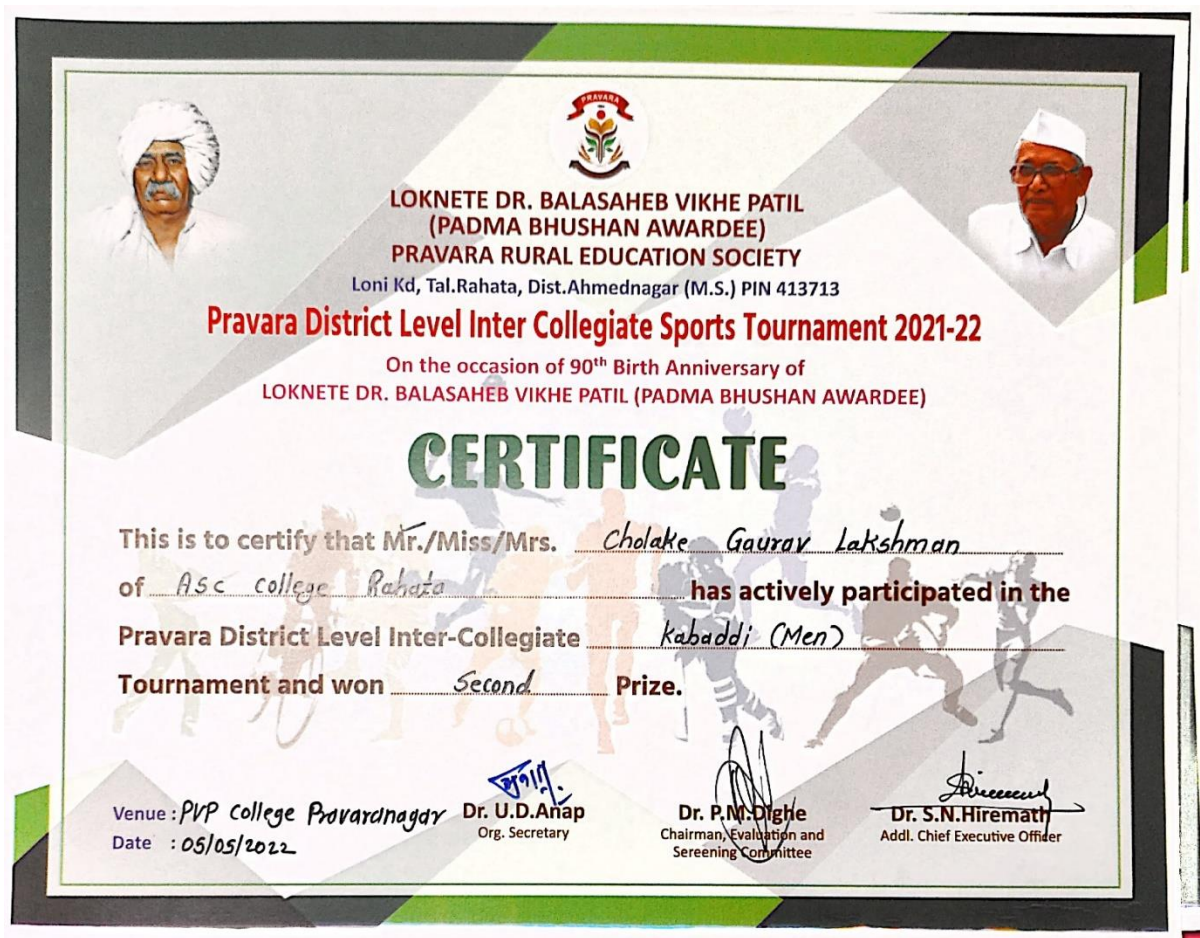 PRAVARA
LOKNETE DR. BALASAHEB VIKHE PATIL
(PADMA BHUSHAN AWARDEE)
PRAVARA RURAL EDUCATION SOCIETY
Loni Kd, Tal.Rahata, Dist.Ahmednagar (M.S.) PIN 413713
Pravara District Level Inter Collegiate Sports Tournament 2021-22
On the occasion of 90th Birth Anniversary of
LOKNETE DR. BALASAHEB VIKHE PATIL (PADMA BHUSHAN AWARDEE)
CERTIFICATE
This is to certify that Mr./Miss/Mrs. Cholake Gaurav Lakshman
of ASC college Rahata has actively participated in the
Pravara District Level Inter-Collegiate Kabaddi (Men)
Tournament and won Second Prize.
Venue : PVP College Pravaranagar
Date : 05/05/2022
Dr. U.D.Anap
Org. Secretary
Dr. P.M.Dighe
Chairman, Evaluation and
Sereening Committee
Dr. S.N.Hiremath
Addl. Chief Executive Officer